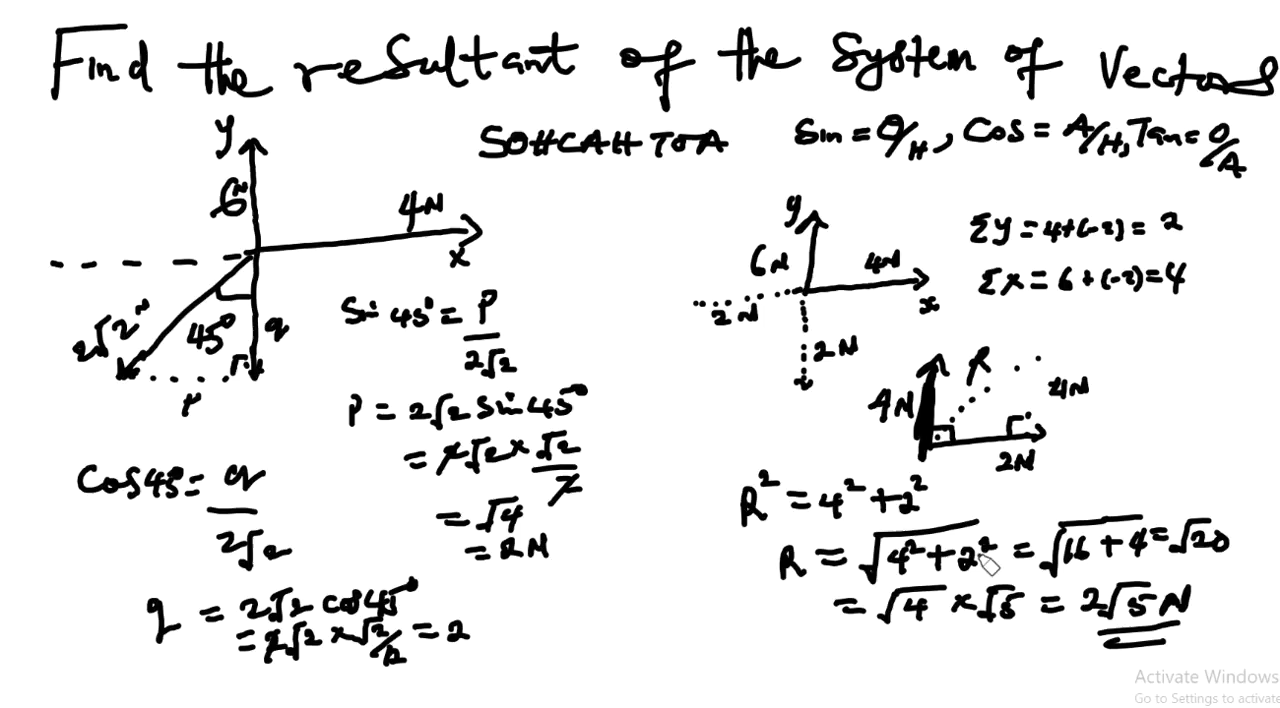 Find the resultant of the System of Vectors
SOHCAHTOA
Sin = O/H, Cos = A/H, Tan = O/A
y
6N
4N
x
2√2 N
45°
q
P
Sin 45° = P/2√2
P = 2√2 Sin 45°
= 2√2 × √2/2
= √4
= 2N
Cos 45° = q/2√2
q = 2√2 cos 45°
= 2√2 × √2/2 = 2
y
6N
4N
x
2N
2N
ΣY = 4+(-2) = 2
ΣX = 6+(-2) = 4
R
4N
4N
2N
R² = 4² + 2²
R = √4²+2² = √16+4 = √20
= √4 × √5 = 2√5 N
Activate Windows
Go to Settings to activate